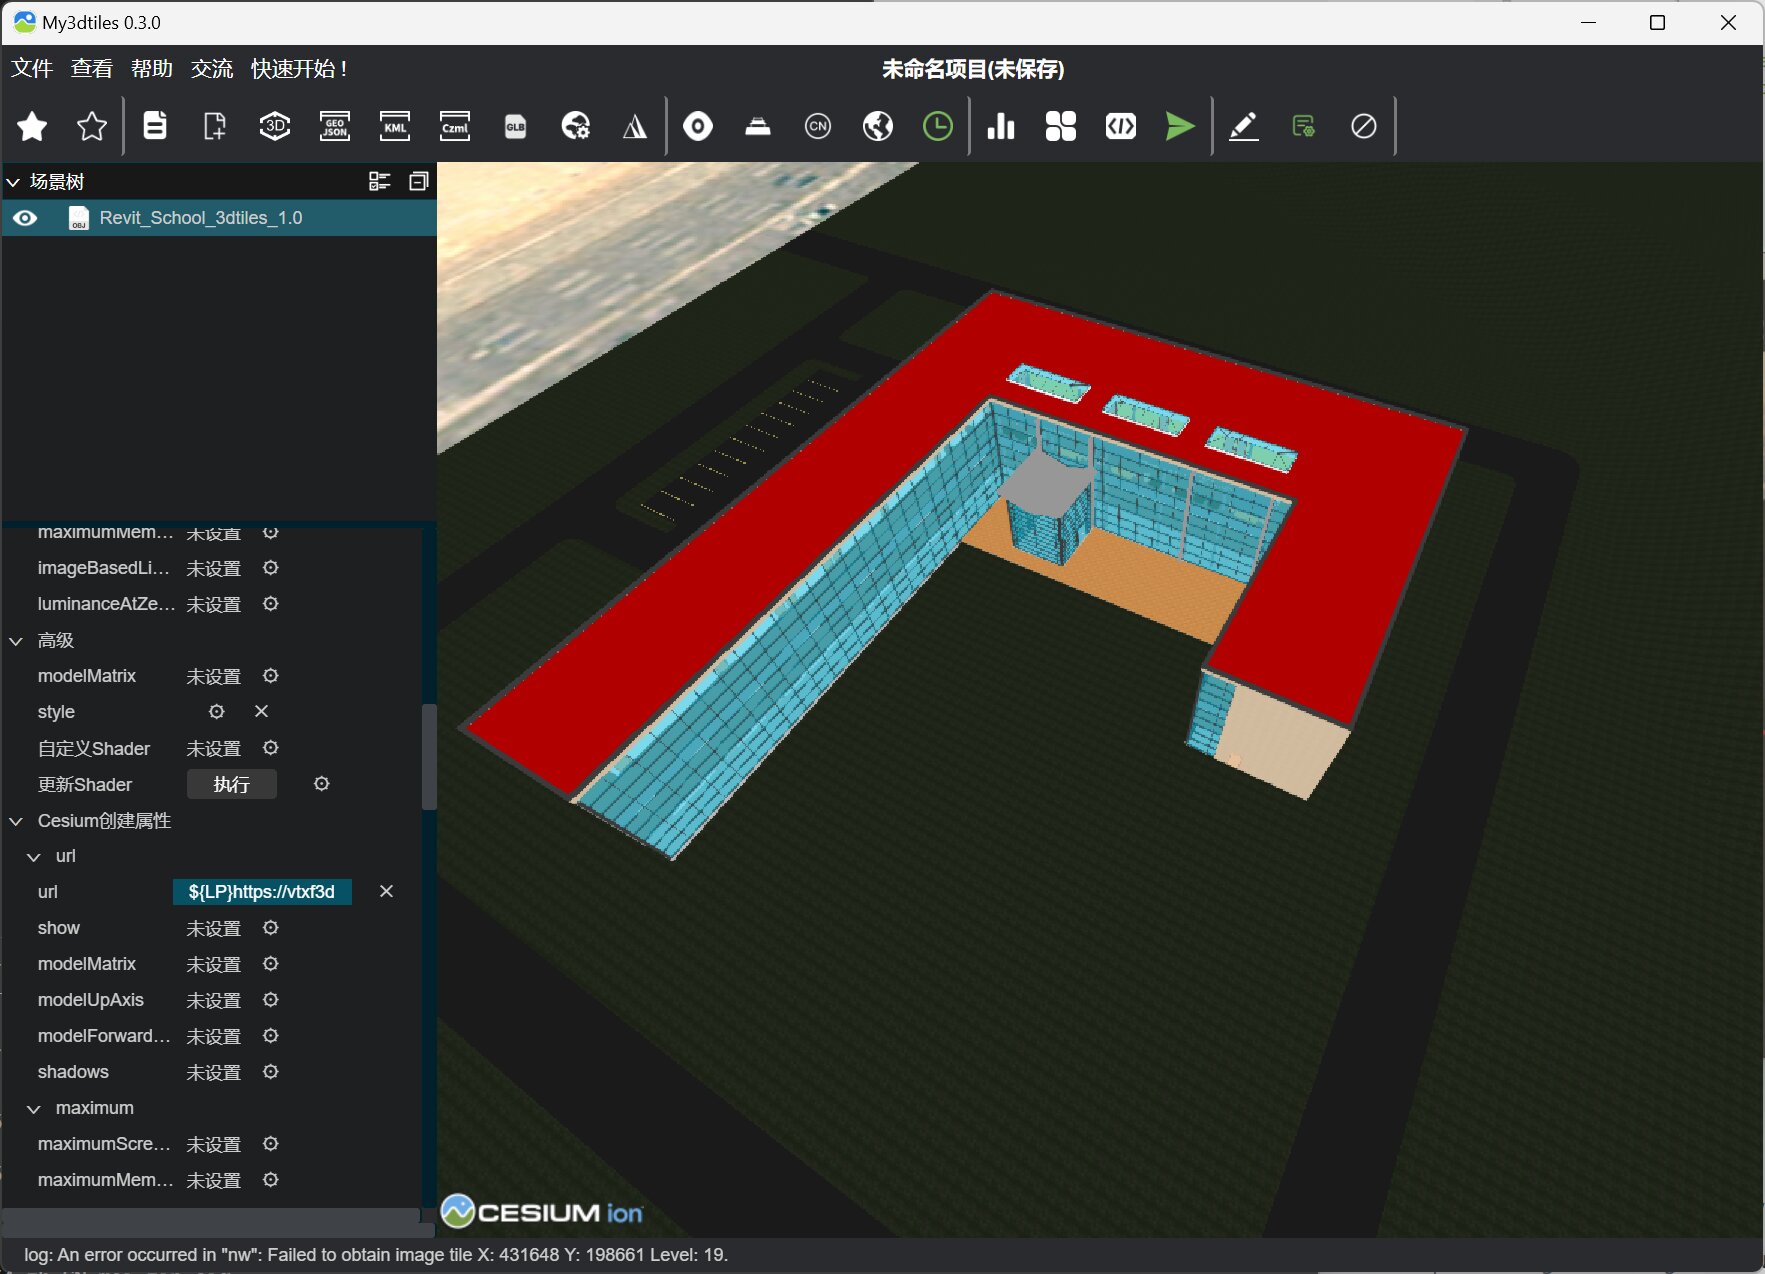 My3dtiles 0.3.0
文件 查看 帮助 交流 快速开始！ 未命名项目(未保存)
3D GEO JSON KML Czml GLB CN
场景树
OBJ Revit_School_3dtiles_1.0
maximumMem... 未设置
imageBasedLi... 未设置
luminanceAtZe... 未设置
高级
modelMatrix 未设置
style
自定义Shader 未设置
更新Shader 执行
Cesium创建属性
url
url ${LP}https://vtxf3d
show 未设置
modelMatrix 未设置
modelUpAxis 未设置
modelForward... 未设置
shadows 未设置
maximum
maximumScre... 未设置
maximumMem... 未设置
CESIUM ion
log: An error occurred in "nw": Failed to obtain image tile X: 431648 Y: 198661 Level: 19.